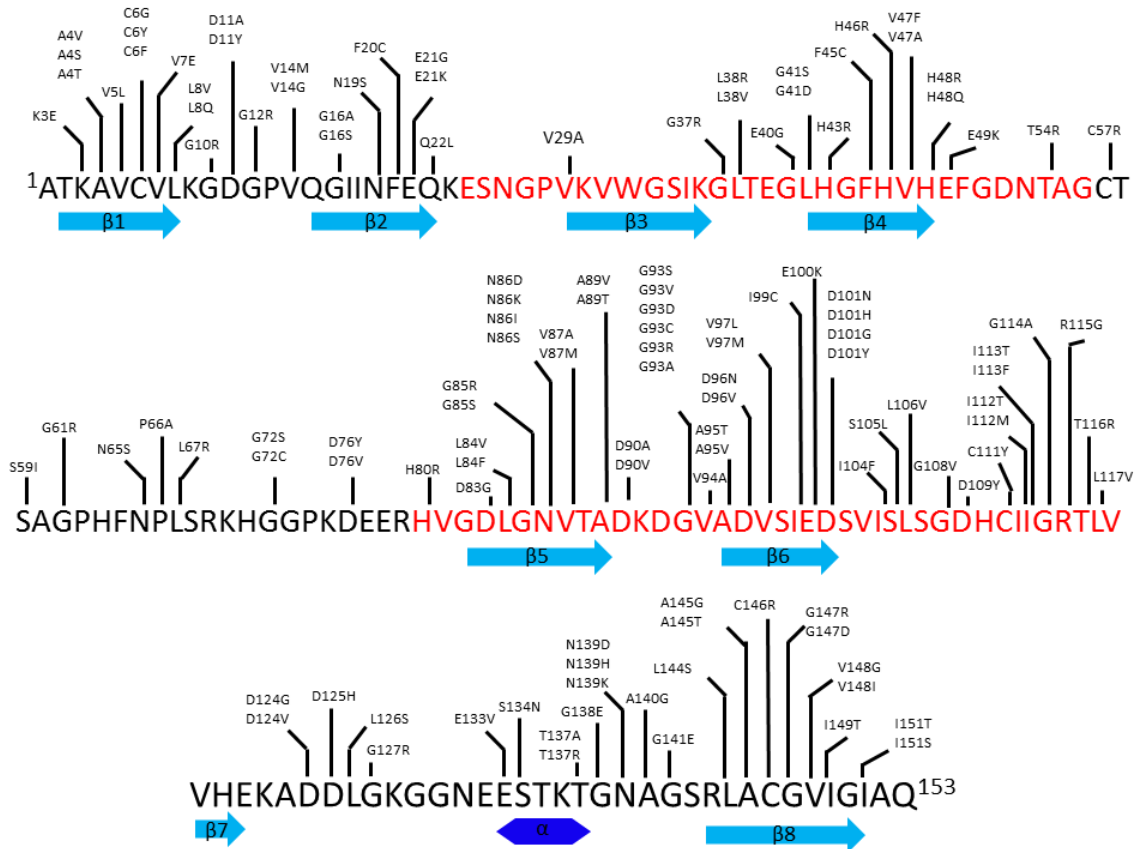 A4V
A4S
A4T
C6G
C6Y
C6F
D11A
D11Y
K3E
V5L
V7E
L8V
L8Q
G10R
G12R
V14M
V14G
G16A
G16S
N19S
F20C
E21G
E21K
Q22L
V29A
G37R
L38R
L38V
E40G
G41S
G41D
H43R
F45C
H46R
V47F
V47A
H48R
H48Q
E49K
T54R
C57R
1ATKAVCVLKGDGPVQGIINFEQKESNGPVKVWGSIKGLTEGLHGFHVHEFGDNTAGCT
β1 β2 β3 β4
S59I
G61R
N65S
P66A
L67R
G72S
G72C
D76Y
D76V
H80R
D83G
L84V
L84F
G85R
G85S
N86D
N86K
N86I
N86S
V87A
V87M
A89V
A89T
D90A
D90V
G93S
G93V
G93D
G93C
G93R
G93A
V94A
A95T
A95V
D96N
D96V
V97L
V97M
I99C
E100K
D101N
D101H
D101G
D101Y
I104F
S105L
L106V
G108V
D109Y
C111Y
I112T
I112M
I113T
I113F
G114A
R115G
T116R
L117V
SAGPHFNPLSRKHGGPKDEERHVGDLGNVTADKDGVADVSIEDSVISLSGDHCIIGRTLV
β5 β6
D124G
D124V
D125H
L126S
G127R
E133V
S134N
T137A
T137R
G138E
N139D
N139H
N139K
A140G
G141E
L144S
A145G
A145T
C146R
G147R
G147D
V148G
V148I
I149T
I151T
I151S
VHEKADDLGKGGNEESTKTGNAGSRLACGVIGIAQ153
β7 α β8